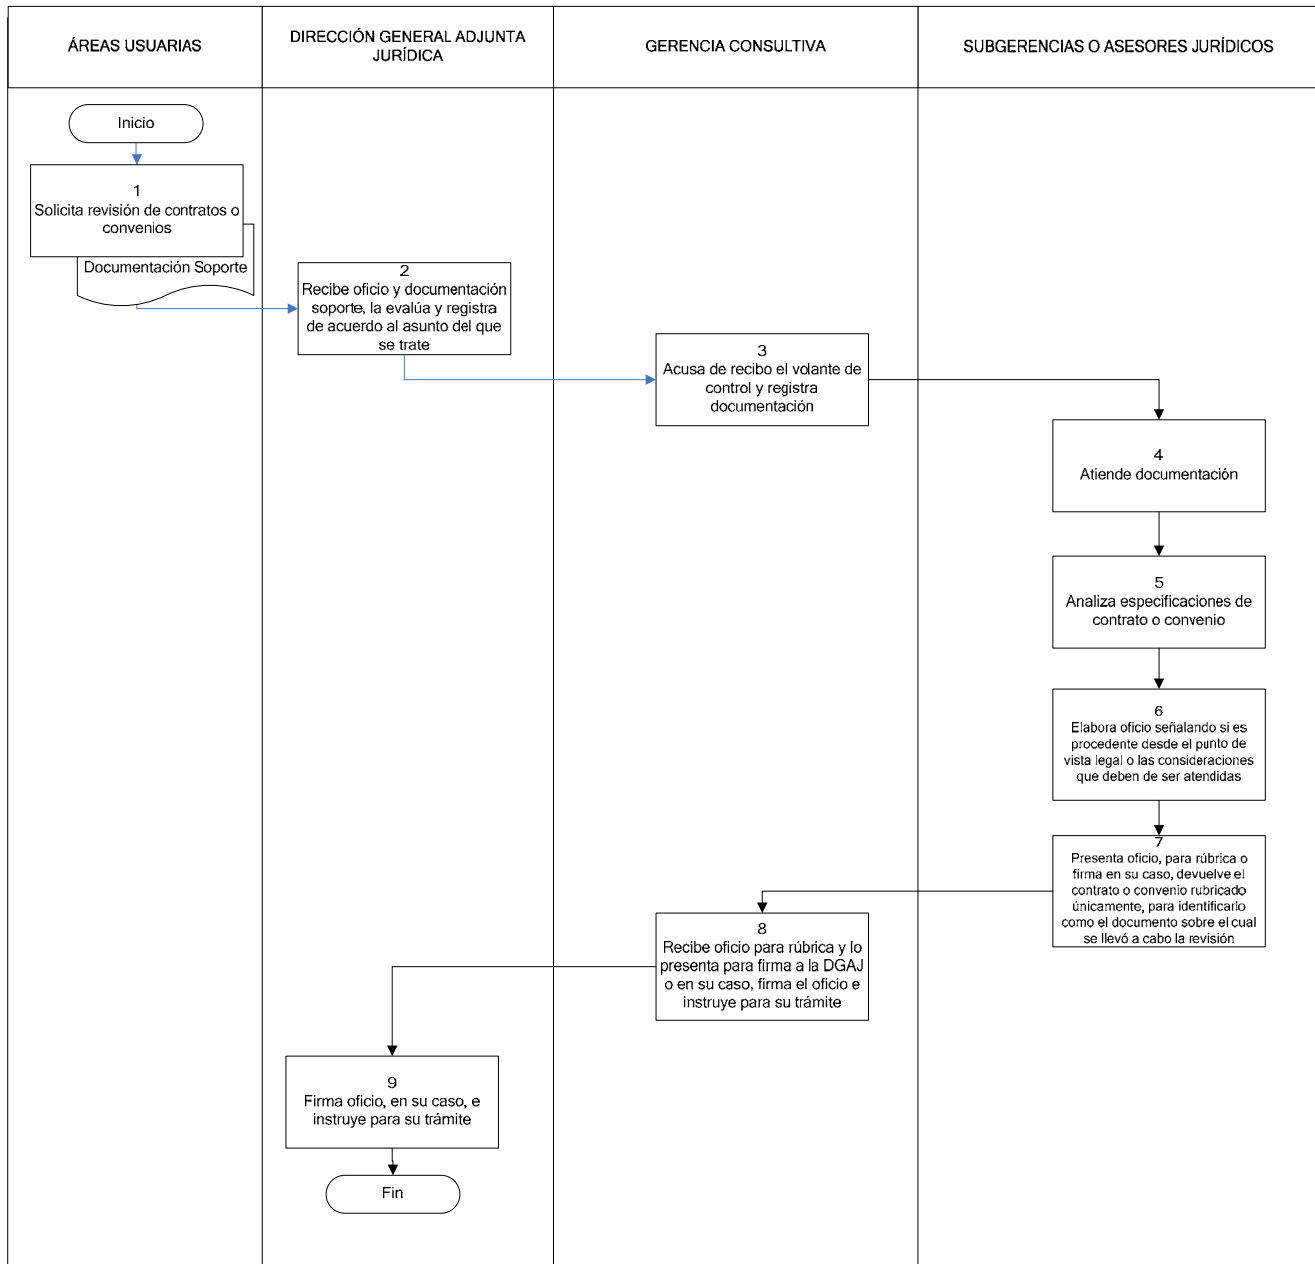 ÁREAS USUARIAS
DIRECCIÓN GENERAL ADJUNTA
JURÍDICA
GERENCIA CONSULTIVA
SUBGERENCIAS O ASESORES JURÍDICOS
Inicio
1
Solicita revisión de contratos o
convenios
Documentación Soporte
2
Recibe oficio y documentación
soporte, la evalúa y registra
de acuerdo al asunto del que
se trate
3
Acusa de recibo el volante de
control y registra
documentación
4
Atiende documentación
5
Analiza especificaciones de
contrato o convenio
6
Elabora oficio señalando si es
procedente desde el punto de
vista legal o las consideraciones
que deben de ser atendidas
7
Presenta oficio, para rúbrica o
firma en su caso, devuelve el
contrato o convenio rubricado
únicamente, para identificarlo
como el documento sobre el cual
se llevó a cabo la revisión
8
Recibe oficio para rúbrica y lo
presenta para firma a la DGAJ
o en su caso, firma el oficio e
instruye para su trámite
9
Firma oficio, en su caso, e
instruye para su trámite
Fin